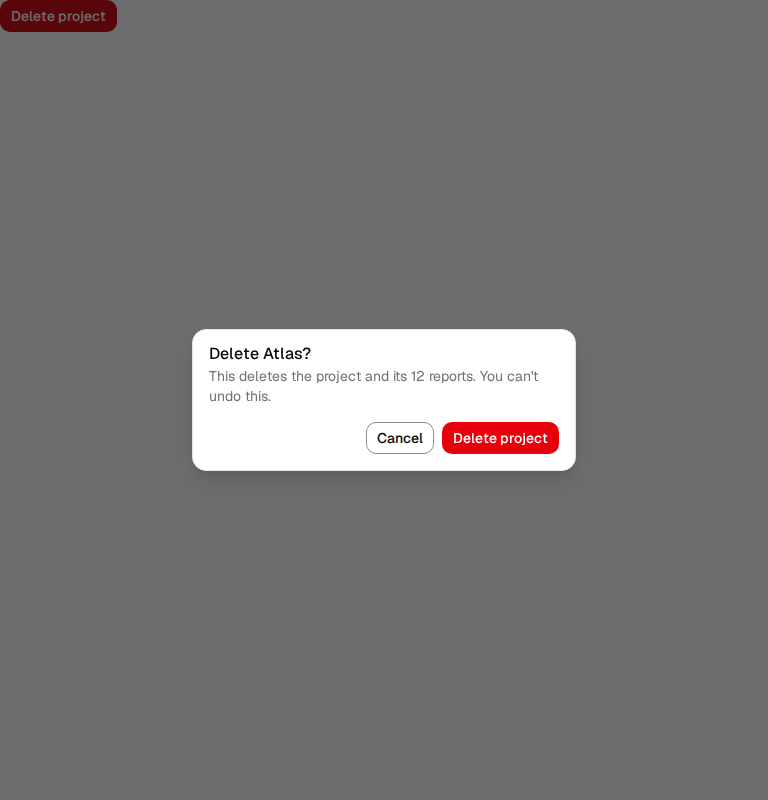 Delete project
Delete Atlas?
This deletes the project and its 12 reports. You can't
undo this.
Cancel
Delete project